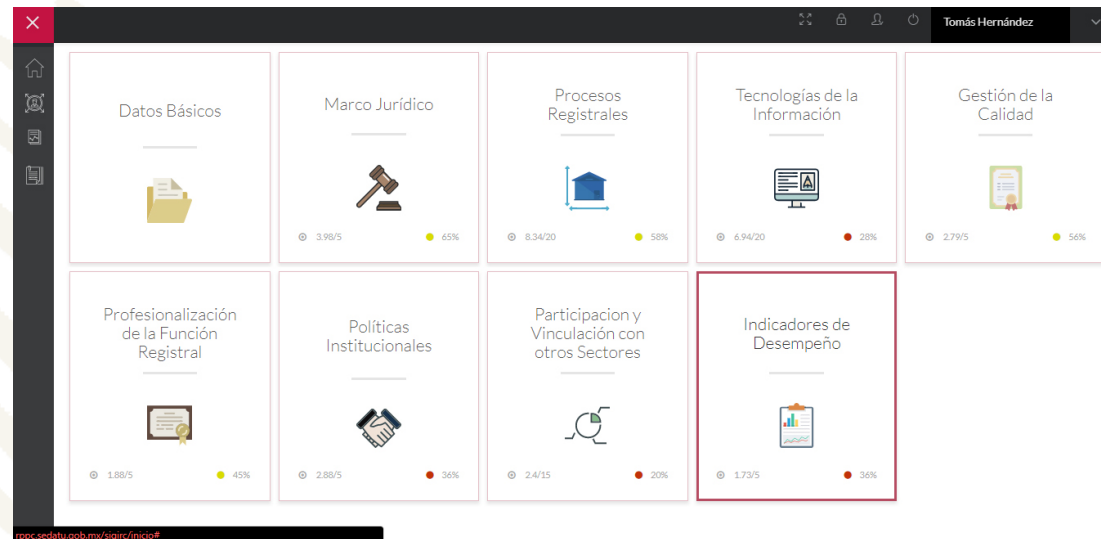 Tomás Hernández
Datos Básicos
Marco Jurídico
3.98/5
65%
Procesos
Registrales
8.34/20
58%
Tecnologías de la
Información
6.94/20
28%
Gestión de la
Calidad
2.79/5
56%
Profesionalización
de la Función
Registral
1.88/5
45%
Políticas
Institucionales
2.88/5
36%
Participacion y
Vinculación con
otros Sectores
2.4/15
20%
Indicadores de
Desempeño
1.73/5
36%
rppc.sedatu.gob.mx/sigirc/inicio#